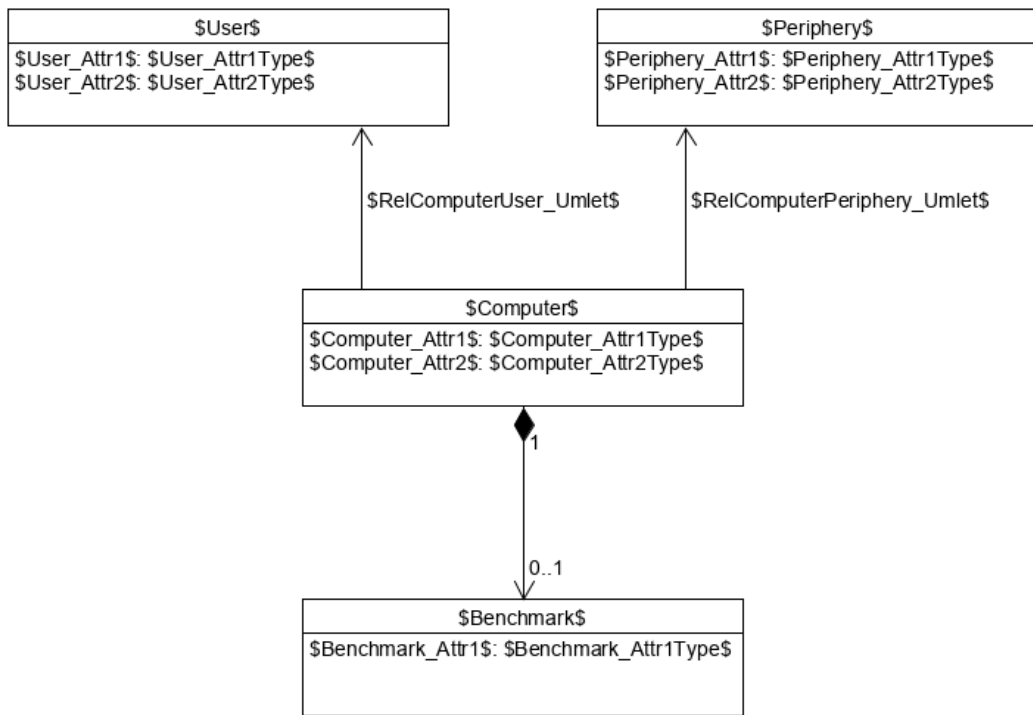 $User$
$User_Attr1$: $User_Attr1Type$
$User_Attr2$: $User_Attr2Type$
$Periphery$
$Periphery_Attr1$: $Periphery_Attr1Type$
$Periphery_Attr2$: $Periphery_Attr2Type$
$RelComputerUser_Umlet$
$RelComputerPeriphery_Umlet$
$Computer$
$Computer_Attr1$: $Computer_Attr1Type$
$Computer_Attr2$: $Computer_Attr2Type$
1
0..1
$Benchmark$
$Benchmark_Attr1$: $Benchmark_Attr1Type$